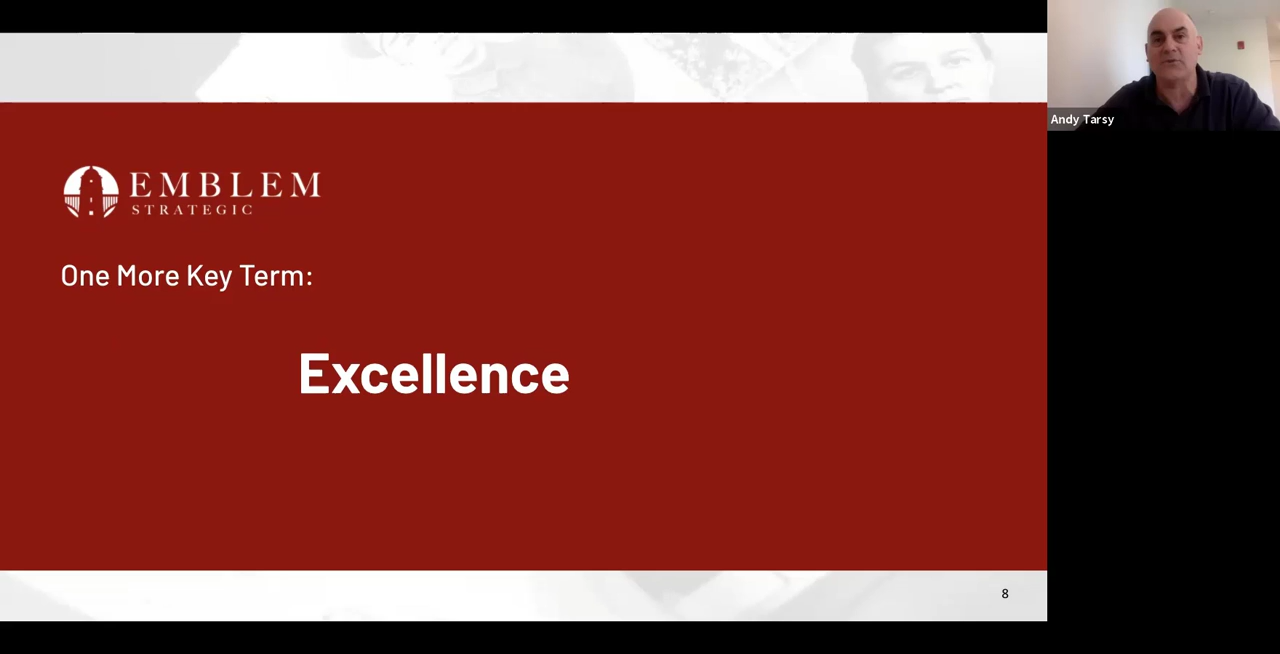 EMBLEM
STRATEGIC
One More Key Term:
Excellence
8
Andy Tarsy